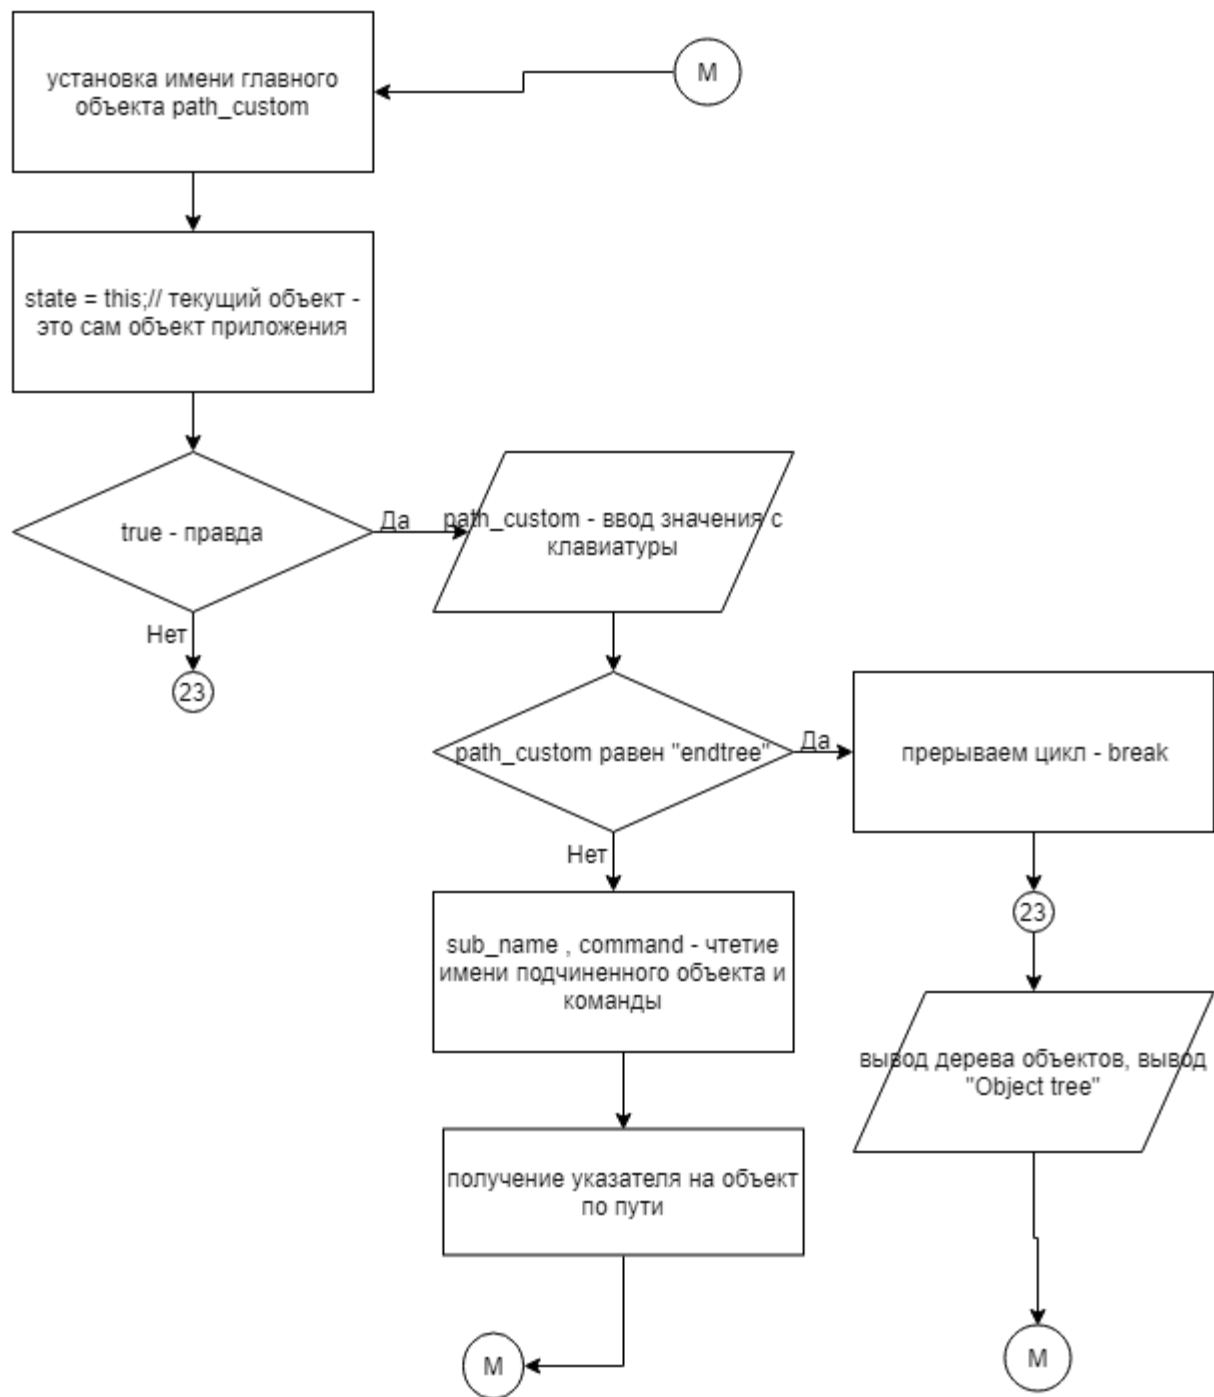 установка имени главного
объекта path_custom
M
state = this;// текущий объект -
это сам объект приложения
true - правда
Да
path_custom - ввод значения с
клавиатуры
Нет
23
path_custom равен "endtree"
Да
прерываем цикл - break
Нет
23
sub_name , command - чтетие
имени подчиненного объекта и
команды
вывод дерева объектов, вывод
"Object tree"
получение указателя на объект
по пути
M
M